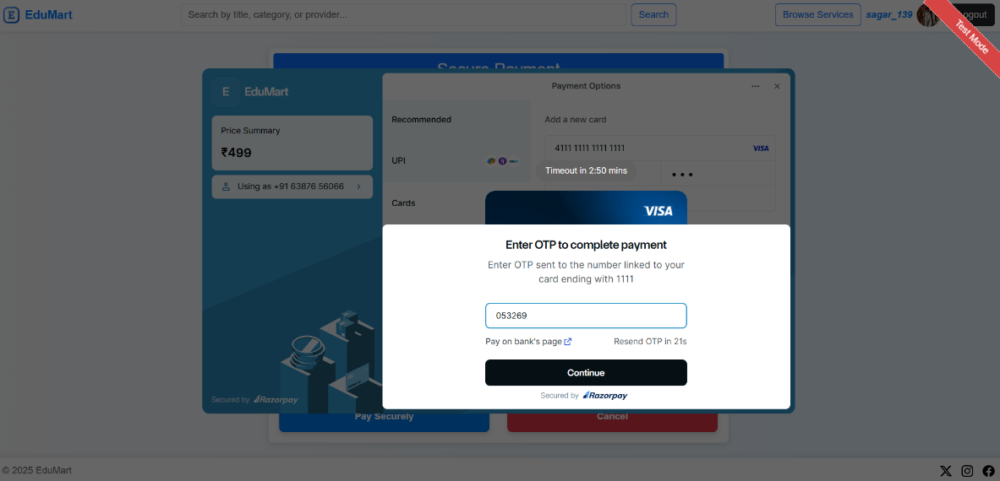 E EduMart
Search by title, category, or provider...
Search
Browse Services
sagar_139
ogout
Test Mode
Secure Payment
E EduMart
Price Summary
₹499
Using as +91 63876 56066
Secured by Razorpay
Payment Options
Recommended
UPI
Cards
Add a new card
4111 1111 1111 1111 VISA
Timeout in 2:50 mins
VISA
Enter OTP to complete payment
Enter OTP sent to the number linked to your
card ending with 1111
053269
Pay on bank's page
Resend OTP in 21s
Continue
Secured by Razorpay
Pay Securely
Cancel
© 2025 EduMart